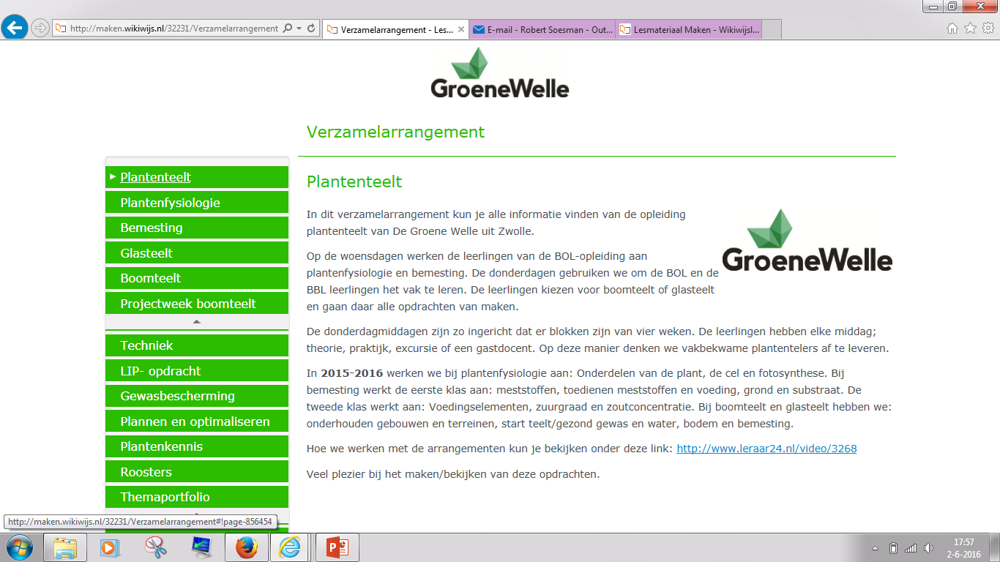 http://maken.wikiwijs.nl/32231/Verzamelarrangement
Verzamelarrangement - Les...
E-mail - Robert Soesman - Out...
Lesmateriaal Maken - Wikiwijsl...
GroeneWelle
Verzamelarrangement
Plantenteelt
Plantenfysiologie
Bemesting
Glasteelt
Boomteelt
Projectweek boomteelt
Techniek
LIP- opdracht
Gewasbescherming
Plannen en optimaliseren
Plantenkennis
Roosters
Themaportfolio
Plantenteelt
In dit verzamelarrangement kun je alle informatie vinden van de opleiding
plantenteelt van De Groene Welle uit Zwolle.
GroeneWelle
Op de woensdagen werken de leerlingen van de BOL-opleiding aan
plantenfysiologie en bemesting. De donderdagen gebruiken we om de BOL en de
BBL leerlingen het vak te leren. De leerlingen kiezen voor boomteelt of glasteelt
en gaan daar alle opdrachten van maken.
De donderdagmiddagen zijn zo ingericht dat er blokken zijn van vier weken. De leerlingen hebben elke middag;
theorie, praktijk, excursie of een gastdocent. Op deze manier denken we vakbekwame plantentelers af te leveren.
In 2015-2016 werken we bij plantenfysiologie aan: Onderdelen van de plant, de cel en fotosynthese. Bij
bemesting werkt de eerste klas aan: meststoffen, toedienen meststoffen en voeding, grond en substraat. De
tweede klas werkt aan: Voedingselementen, zuurgraad en zoutconcentratie. Bij boomteelt en glasteelt hebben we:
onderhouden gebouwen en terreinen, start teelt/gezond gewas en water, bodem en bemesting.
Hoe we werken met de arrangementen kun je bekijken onder deze link: http://www.leraar24.nl/video/3268
Veel plezier bij het maken/bekijken van deze opdrachten.
http://maken.wikiwijs.nl/32231/Verzamelarrangement#!page-856454
17:57
2-6-2016